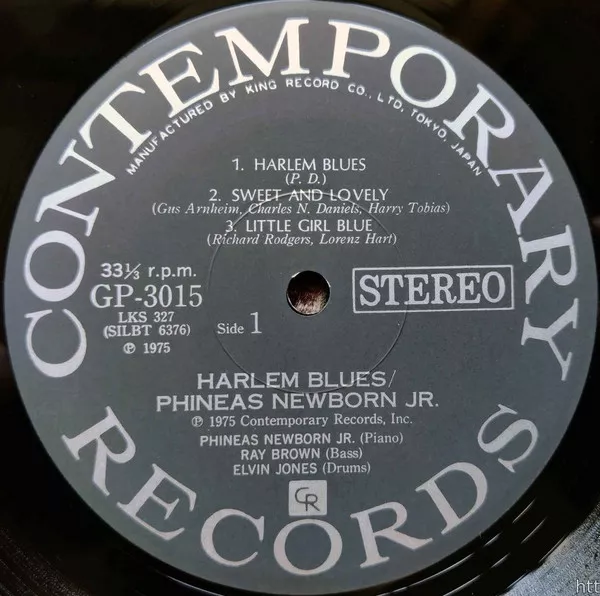 CONTEMPORARY
MANUFACTURED BY KING RECORD CO., LTD, TOKYO, JAPAN
1. HARLEM BLUES
(P. D.)
2. SWEET AND LOVELY
(Gus Arnheim, Charles N. Daniels, Harry Tobias)
3. LITTLE GIRL BLUE
(Richard Rodgers, Lorenz Hart)
33⅓ r.p.m.
GP-3015
LKS 327
(SILBT 6376)
℗ 1975
Side 1
STEREO
HARLEM BLUES/
PHINEAS NEWBORN JR.
℗ 1975 Contemporary Records, Inc.
PHINEAS NEWBORN JR. (Piano)
RAY BROWN (Bass)
ELVIN JONES (Drums)
CR
RECORDS
htt